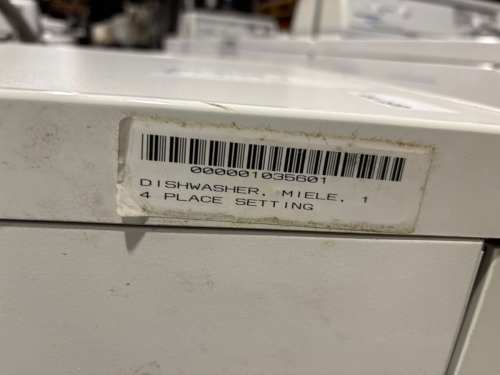 000001035601
DISHWASHER, MIELE, 1
4 PLACE SETTING